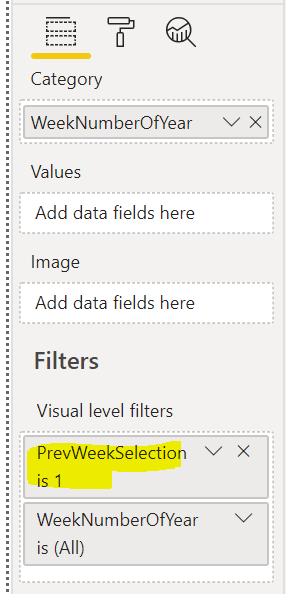 Category
WeekNumberOfYear
Values
Add data fields here
Image
Add data fields here
Filters
Visual level filters
PrevWeekSelection
is 1
WeekNumberOfYear
is (All)